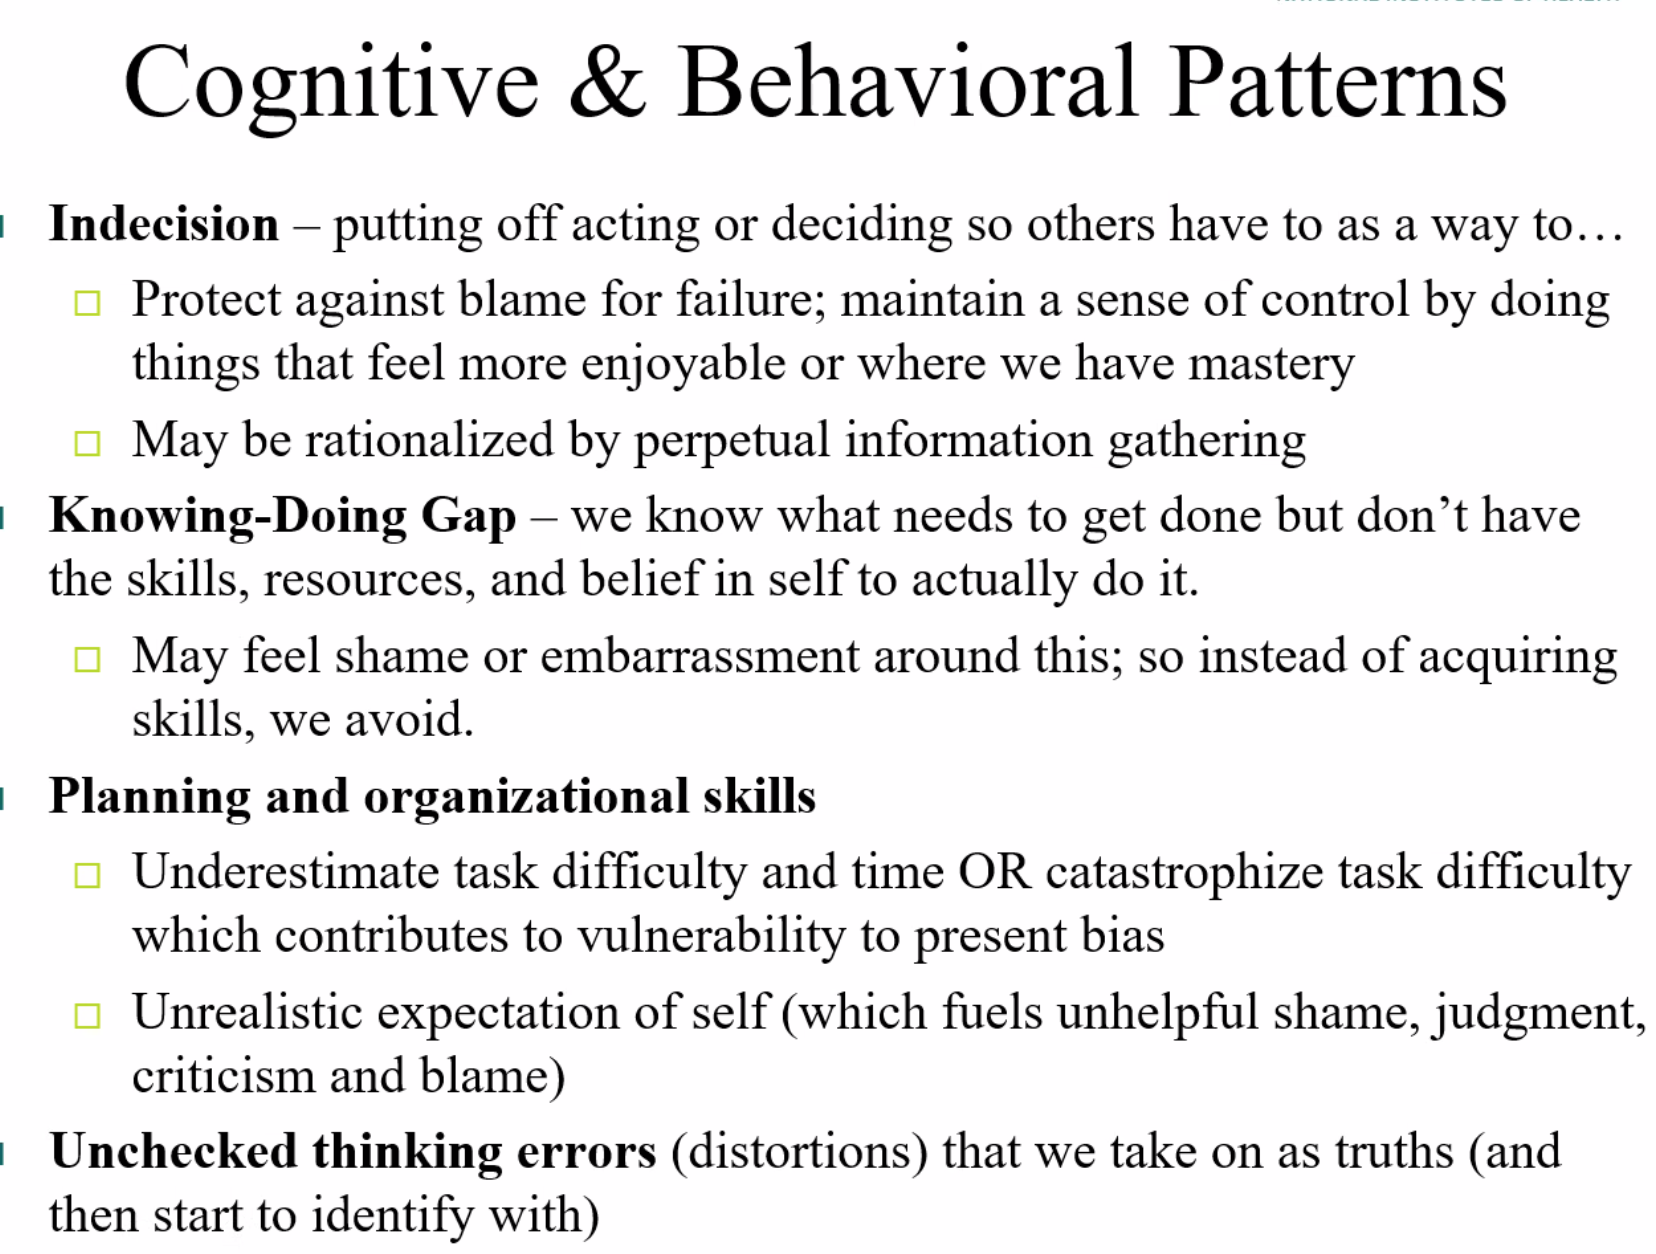 Cognitive & Behavioral Patterns
Indecision – putting off acting or deciding so others have to as a way to…
Protect against blame for failure; maintain a sense of control by doing
things that feel more enjoyable or where we have mastery
May be rationalized by perpetual information gathering
Knowing-Doing Gap – we know what needs to get done but don’t have
the skills, resources, and belief in self to actually do it.
May feel shame or embarrassment around this; so instead of acquiring
skills, we avoid.
Planning and organizational skills
Underestimate task difficulty and time OR catastrophize task difficulty
which contributes to vulnerability to present bias
Unrealistic expectation of self (which fuels unhelpful shame, judgment,
criticism and blame)
Unchecked thinking errors (distortions) that we take on as truths (and
then start to identify with)